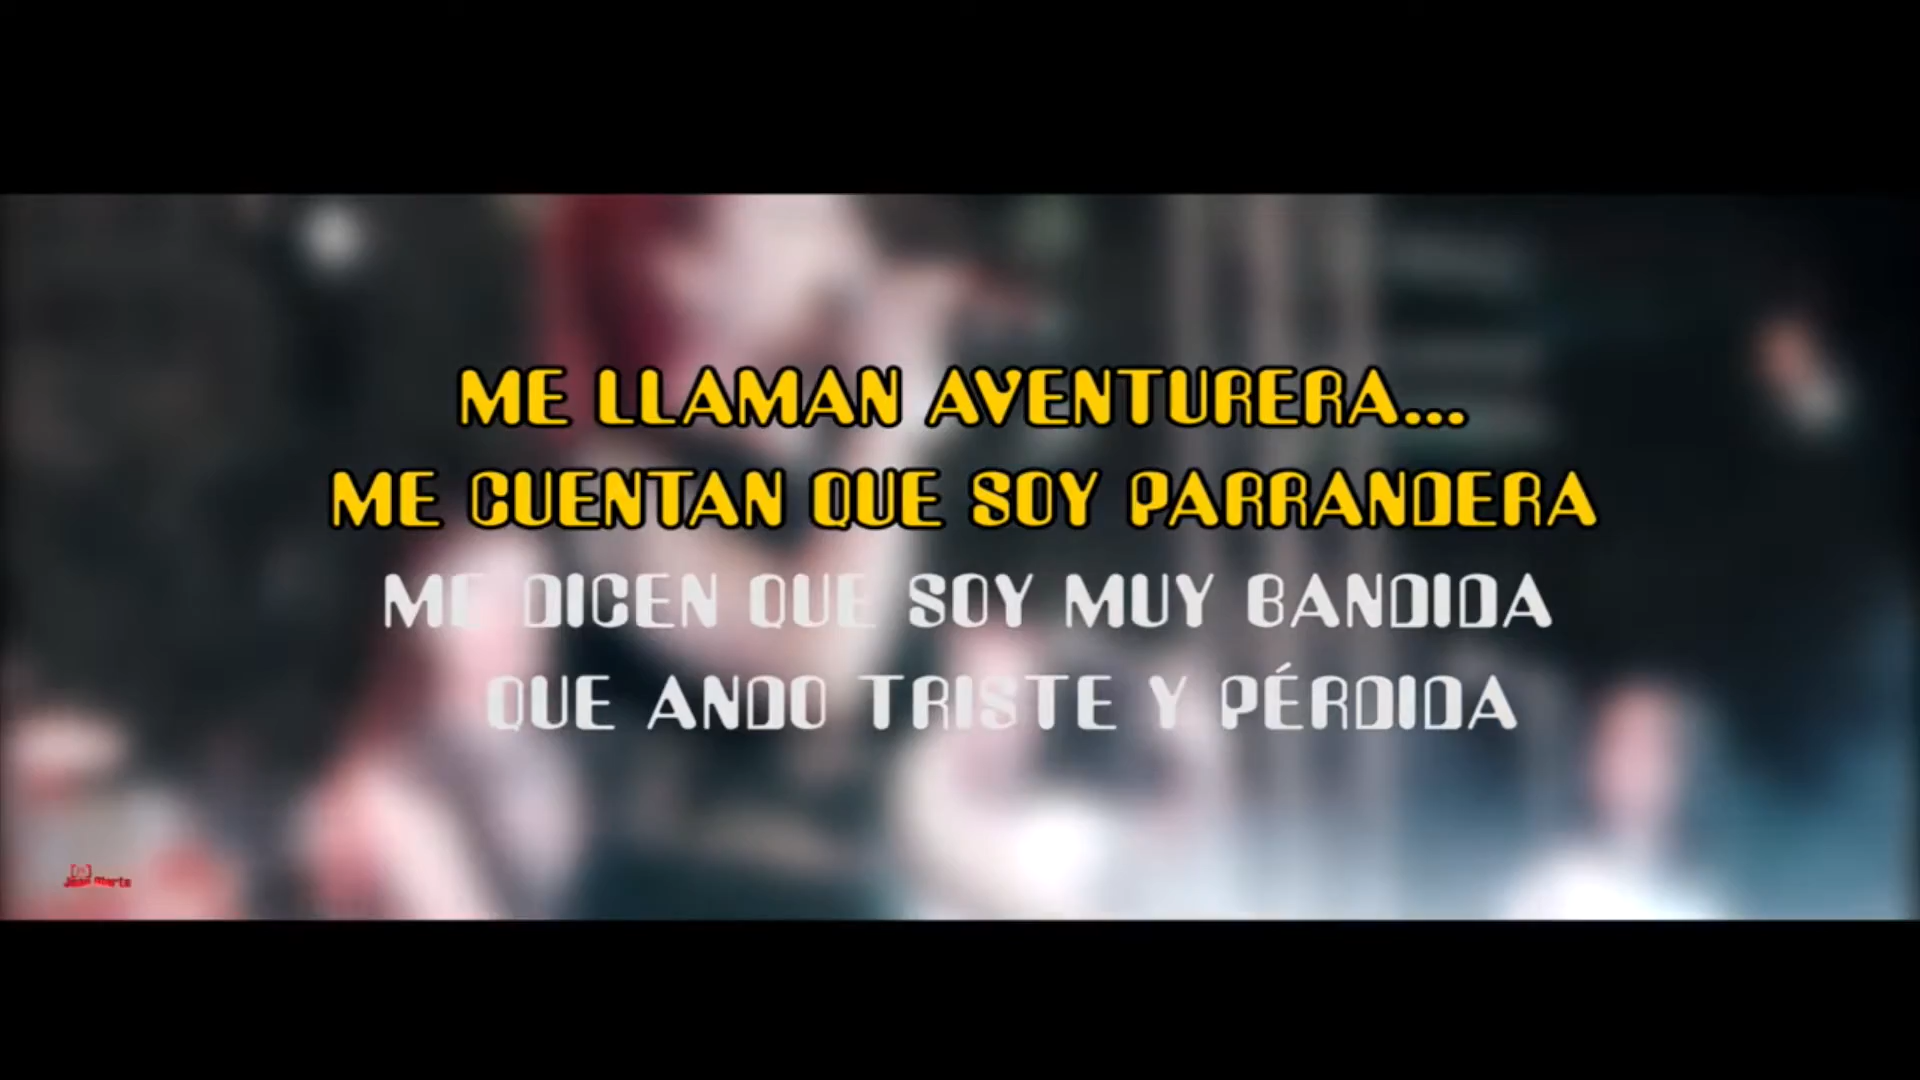 ME LLAMAN AVENTURERA...
ME CUENTAN QUE SOY PARRANDERA
ME DICEN QUE SOY MUY BANDIDA
QUE ANDO TRISTE Y PÉRDIDA